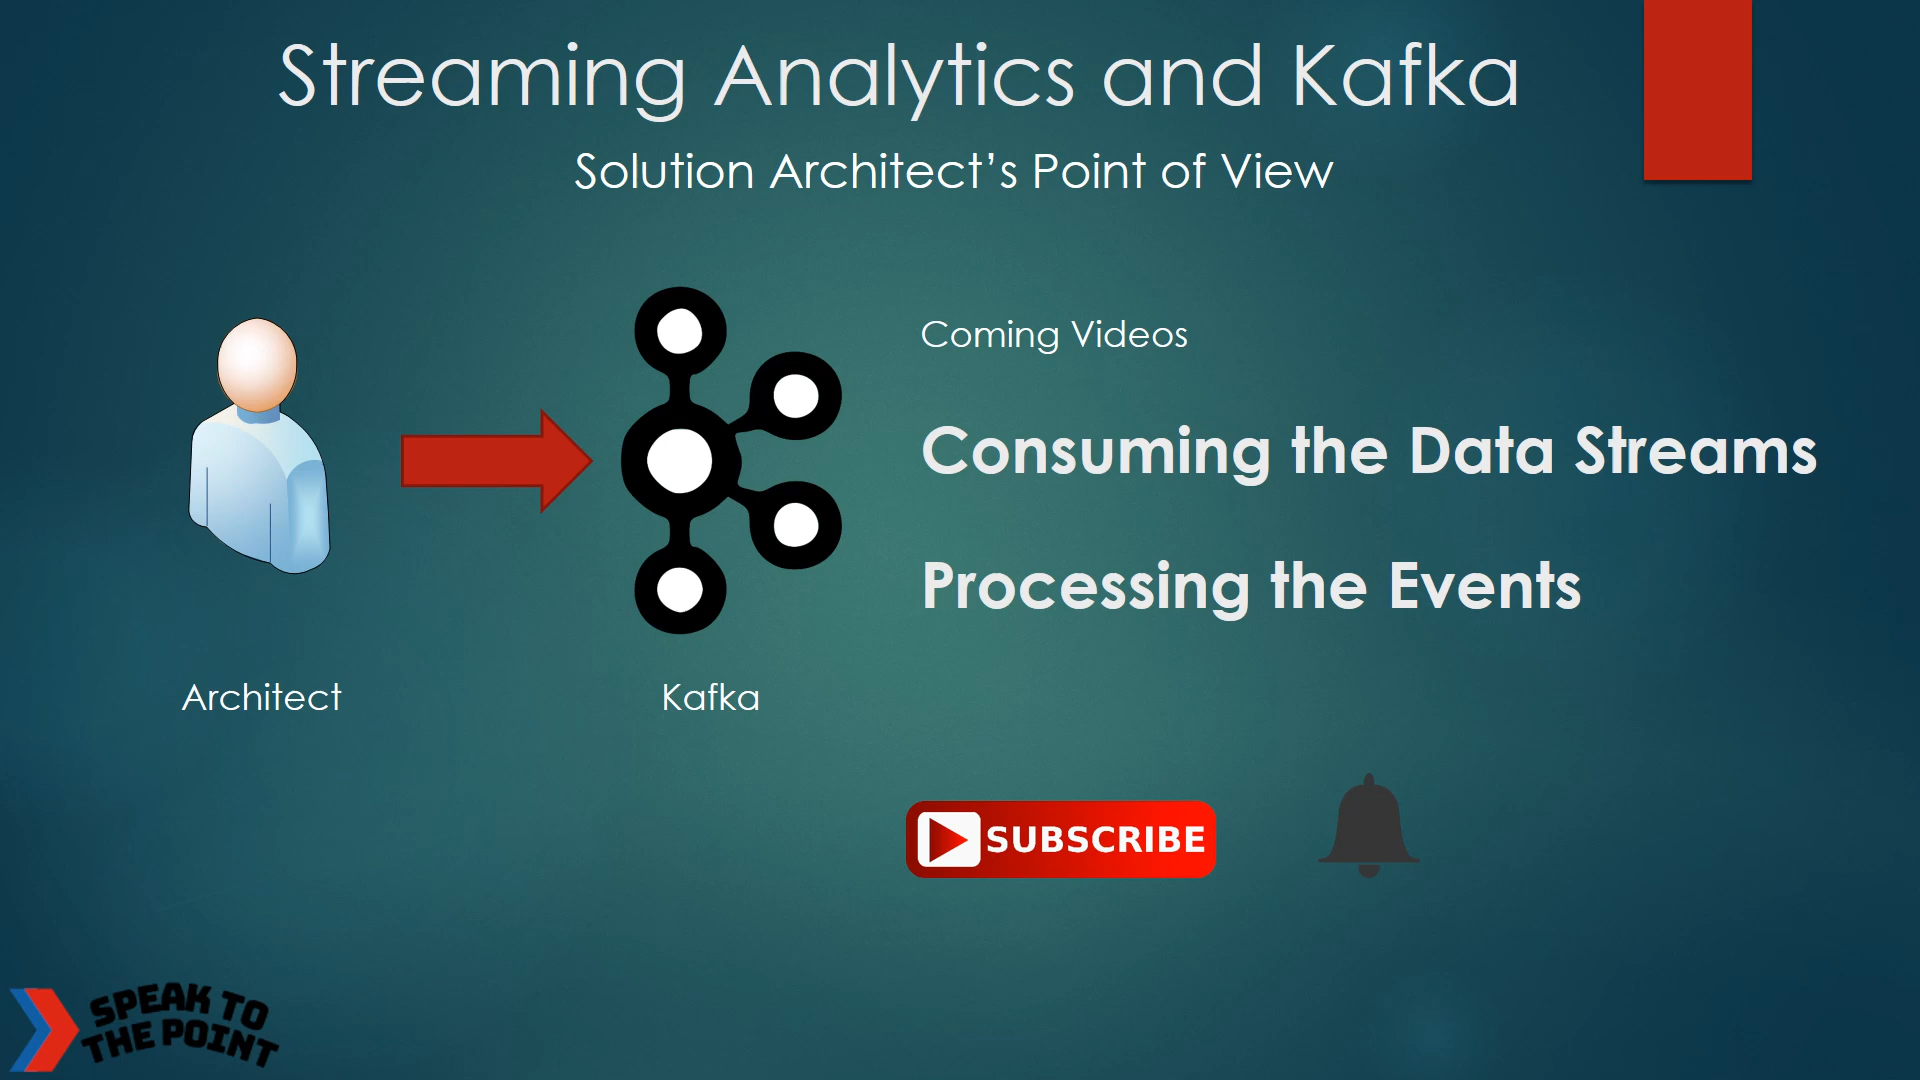 Streaming Analytics and Kafka
Solution Architect’s Point of View
Coming Videos
Consuming the Data Streams
Processing the Events
Architect
Kafka
SUBSCRIBE
SPEAK TO
THE POINT